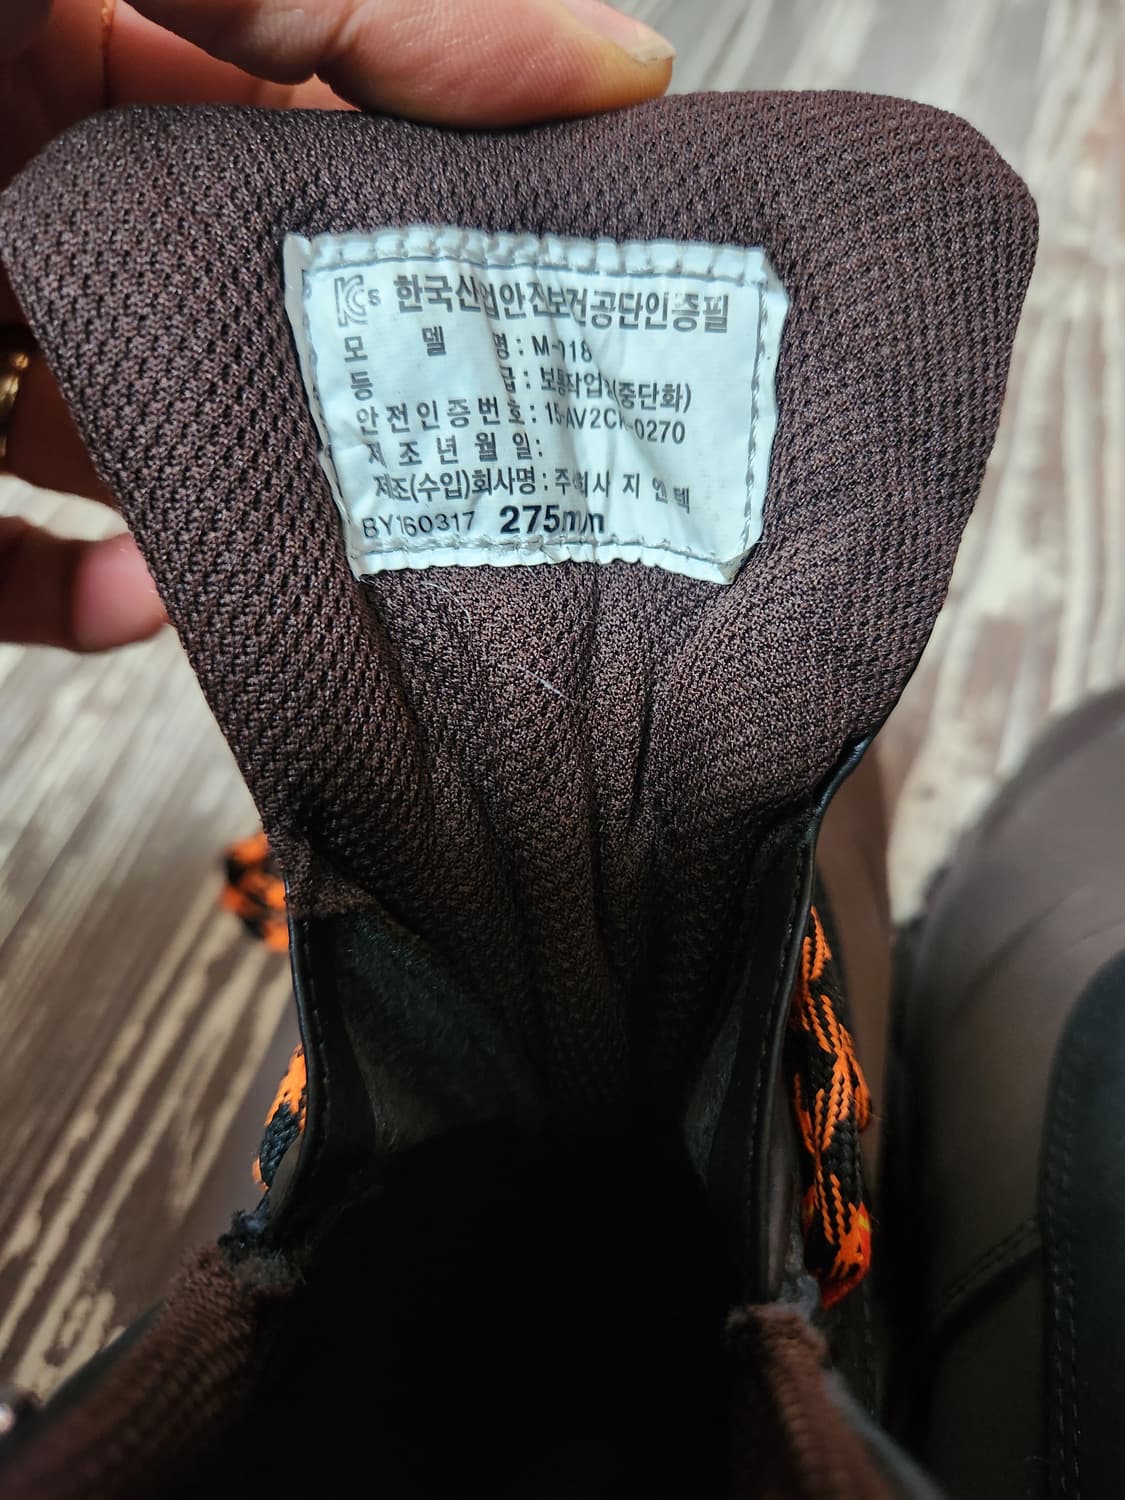 KCs 한국산업안전보건공단인증필
모 델 명 : M-018
등 급 : 보통작업용(중단화)
안전인증번호 : 15-AV2CK-0270
제 조 년 월 일 :
제조(수입)회사명 : 주식회사 지 엔 텍
BY160317 275mm